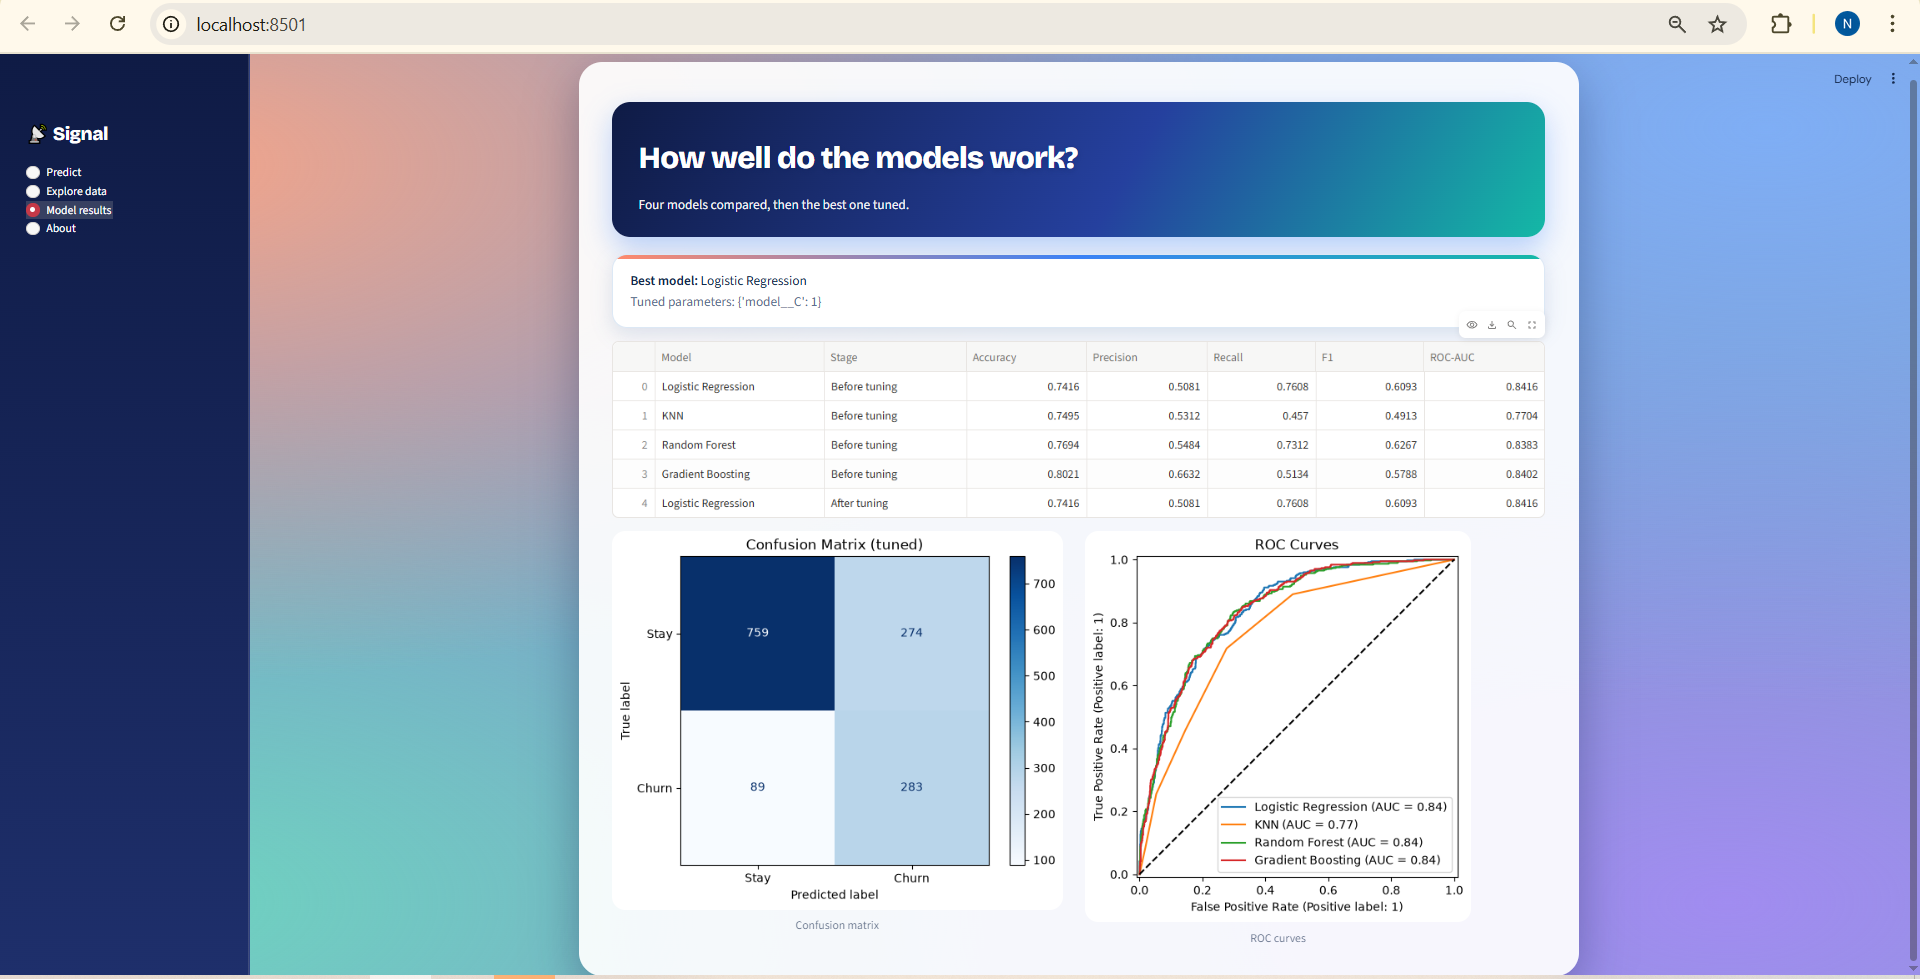 localhost:8501
N
Deploy
Signal
Predict
Explore data
Model results
About
How well do the models work?
Four models compared, then the best one tuned.
Best model: Logistic Regression
Tuned parameters: {'model__C': 1}
Model Stage Accuracy Precision Recall F1 ROC-AUC
0 Logistic Regression Before tuning 0.7416 0.5081 0.7608 0.6093 0.8416
1 KNN Before tuning 0.7495 0.5312 0.457 0.4913 0.7704
2 Random Forest Before tuning 0.7694 0.5484 0.7312 0.6267 0.8383
3 Gradient Boosting Before tuning 0.8021 0.6632 0.5134 0.5788 0.8402
4 Logistic Regression After tuning 0.7416 0.5081 0.7608 0.6093 0.8416
Confusion Matrix (tuned)
True label
Stay
Churn
759 274
89 283
Stay Churn
Predicted label
700
600
500
400
300
200
100
Confusion matrix
ROC Curves
True Positive Rate (Positive label: 1)
1.0
0.8
0.6
0.4
0.2
0.0
Logistic Regression (AUC = 0.84)
KNN (AUC = 0.77)
Random Forest (AUC = 0.84)
Gradient Boosting (AUC = 0.84)
0.0 0.2 0.4 0.6 0.8 1.0
False Positive Rate (Positive label: 1)
ROC curves